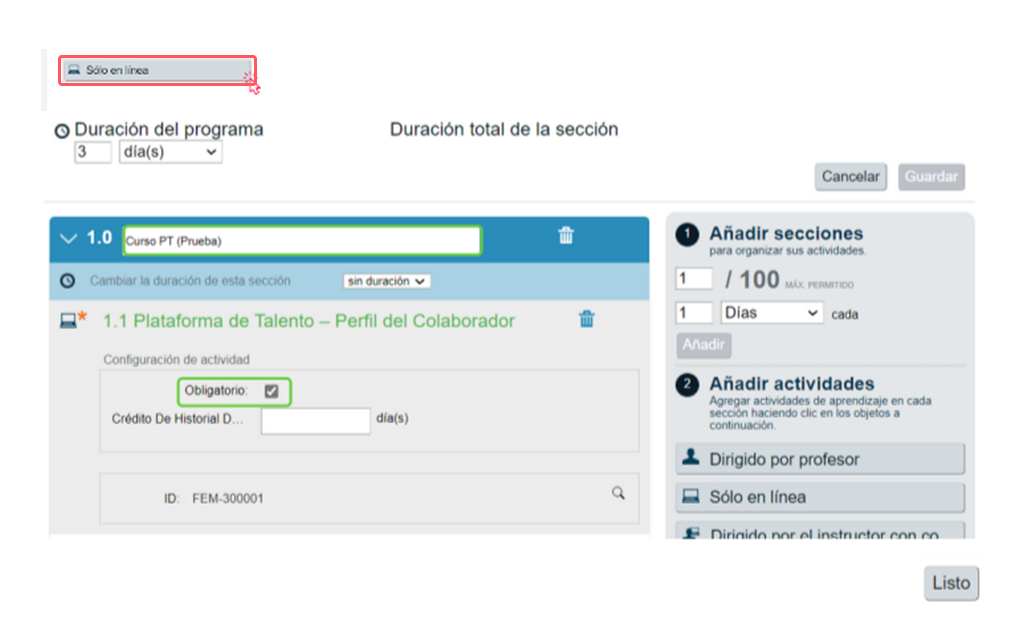 Sólo en línea
Duración del programa
Duración total de la sección
3 día(s)
Cancelar Guardar
1.0 Curso PT (Prueba)
Cambiar la duración de esta sección sin duración
* 1.1 Plataforma de Talento – Perfil del Colaborador
Configuración de actividad
Obligatorio:
Crédito De Historial D... día(s)
ID: FEM-300001
1 Añadir secciones
para organizar sus actividades.
1 / 100 MÁX. PERMITIDO
1 Días cada
Añadir
2 Añadir actividades
Agregar actividades de aprendizaje en cada
sección haciendo clic en los objetos a
continuación.
Dirigido por profesor
Sólo en línea
Dirigido por el instructor con co
Listo